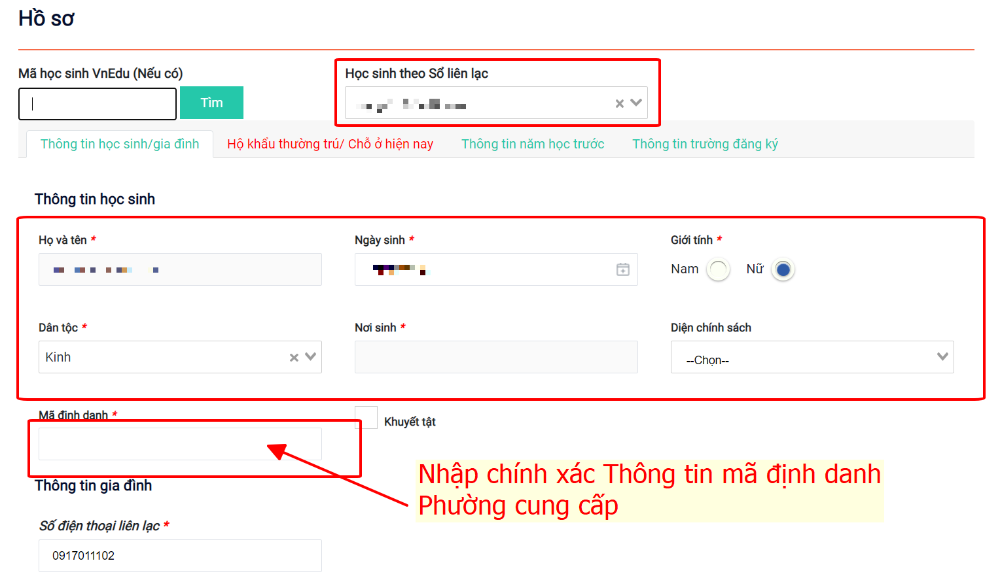 Hồ sơ
Mã học sinh VnEdu (Nếu có)
Học sinh theo Sổ liên lạc
Tìm
Thông tin học sinh/gia đình
Hộ khẩu thường trú/ Chỗ ở hiện nay
Thông tin năm học trước
Thông tin trường đăng ký
Thông tin học sinh
Họ và tên *
Ngày sinh *
Giới tính *
Nam
Nữ
Dân tộc *
Nơi sinh *
Diện chính sách
Kinh
--Chọn--
Mã định danh *
Khuyết tật
Nhập chính xác Thông tin mã định danh
Phường cung cấp
Thông tin gia đình
Số điện thoại liên lạc *
0917011102